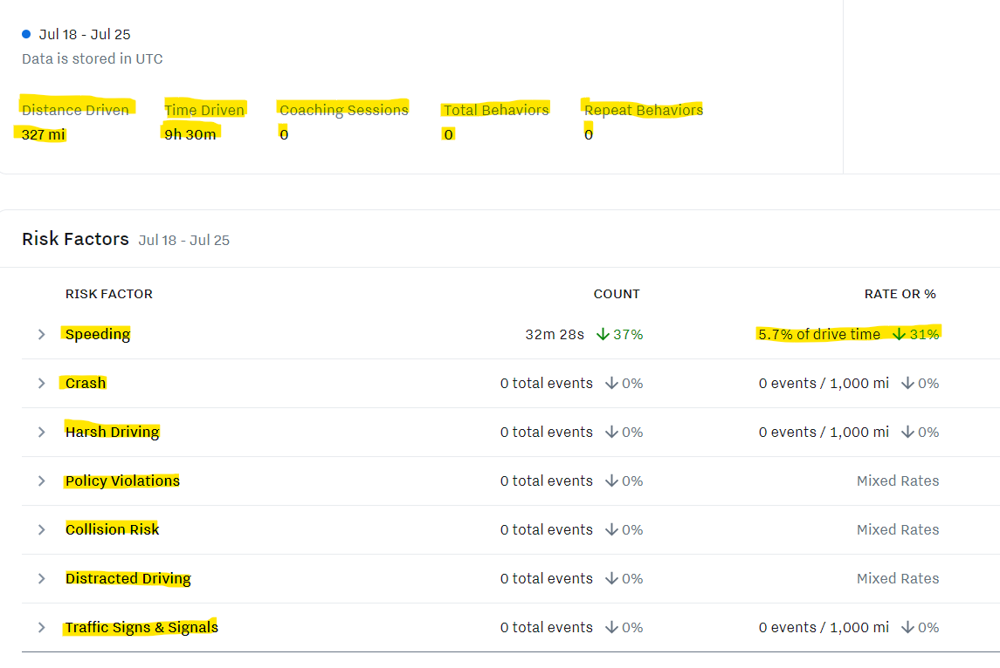 Jul 18 - Jul 25
Data is stored in UTC
Distance Driven Time Driven Coaching Sessions Total Behaviors Repeat Behaviors
327 mi 9h 30m 0 0 0
Risk Factors Jul 18 - Jul 25
RISK FACTOR COUNT RATE OR %
Speeding 32m 28s ↓ 37% 5.7% of drive time ↓ 31%
Crash 0 total events ↓ 0% 0 events / 1,000 mi ↓ 0%
Harsh Driving 0 total events ↓ 0% 0 events / 1,000 mi ↓ 0%
Policy Violations 0 total events ↓ 0% Mixed Rates
Collision Risk 0 total events ↓ 0% Mixed Rates
Distracted Driving 0 total events ↓ 0% Mixed Rates
Traffic Signs & Signals 0 total events ↓ 0% 0 events / 1,000 mi ↓ 0%